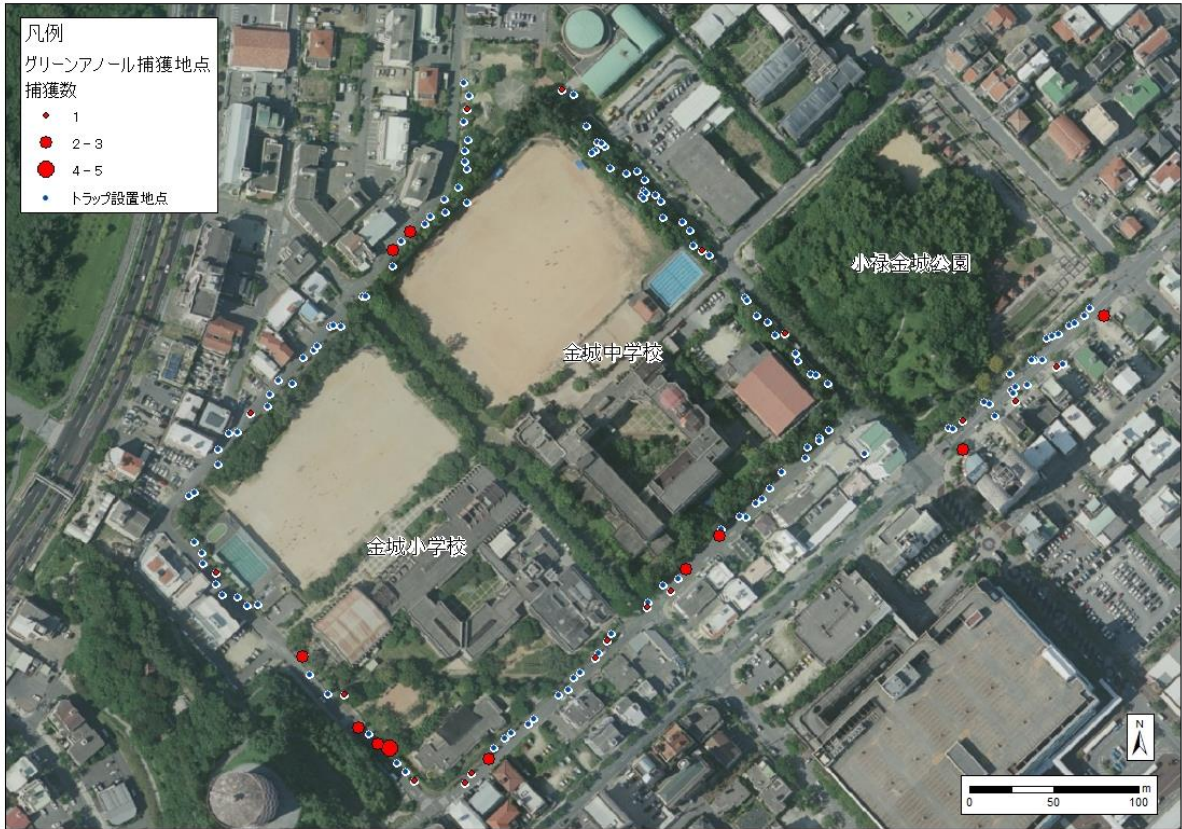 凡例
グリーンアノール捕獲地点
捕獲数
1
2-3
4-5
トラップ設置地点
小禄金城公園
金城中学校
金城小学校
N
m
0 50 100